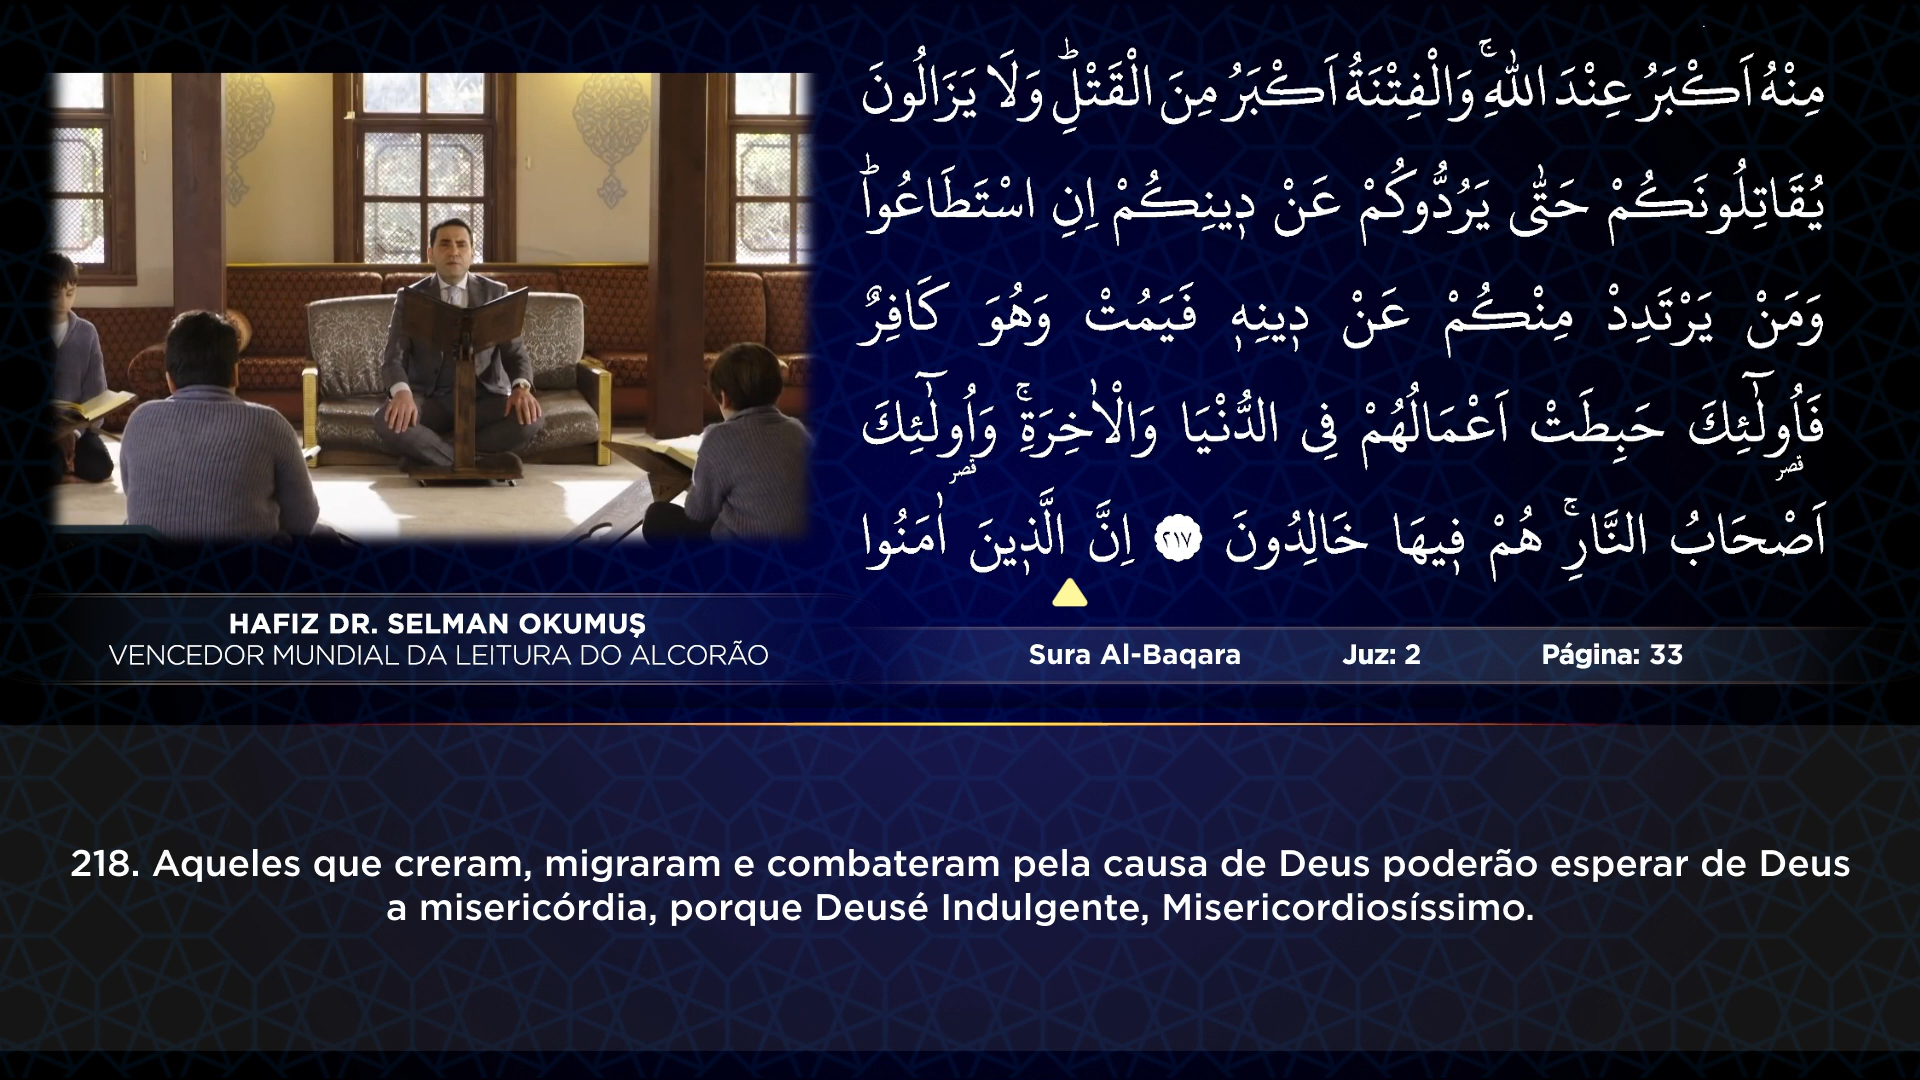 مِنْهُ اَكْبَرُ عِنْدَ اللّٰهِۚ وَالْفِتْنَةُ اَكْبَرُ مِنَ الْقَتْلِؕ وَلَا يَزَالُونَ
يُقَاتِلُونَكُمْ حَتّٰى يَرُدُّوكُمْ عَنْ د۪ينِكُمْ اِنِ اسْتَطَاعُواؕ
وَمَنْ يَرْتَدِدْ مِنْكُمْ عَنْ د۪ينِه۪ فَيَمُتْ وَهُوَ كَافِرٌ
فَاُو۬لٰٓئِكَ حَبِطَتْ اَعْمَالُهُمْ فِى الدُّنْيَا وَالْاٰخِرَةِۚ وَاُو۬لٰٓئِكَ
قصر قصر
اَصْحَابُ النَّارِۚ هُمْ ف۪يهَا خَالِدُونَ ٢١٧ اِنَّ الَّذ۪ينَ اٰمَنُوا
HAFIZ DR. SELMAN OKUMUŞ
VENCEDOR MUNDIAL DA LEITURA DO ALCORÃO
Sura Al-Baqara Juz: 2 Página: 33
218. Aqueles que creram, migraram e combateram pela causa de Deus poderão esperar de Deus
a misericórdia, porque Deusé Indulgente, Misericordiosíssimo.